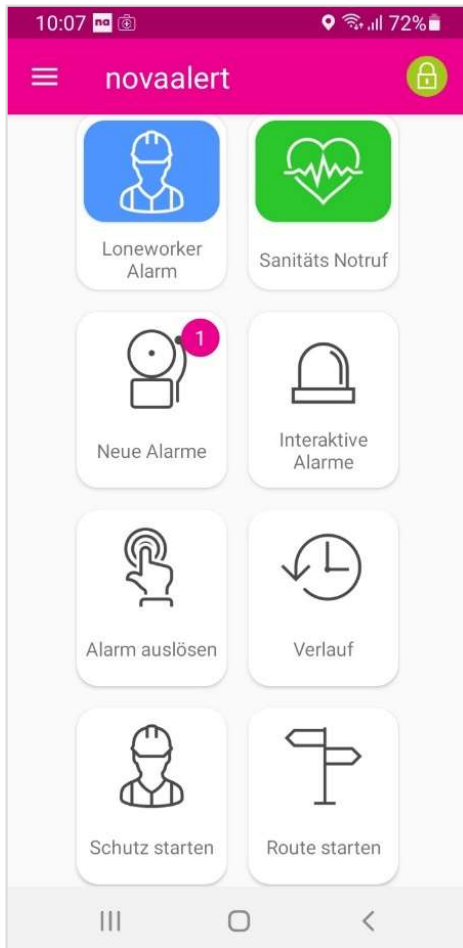 10:07 na 72%
novaalert
Loneworker
Alarm
Sanitäts Notruf
1
Neue Alarme
Interaktive
Alarme
Alarm auslösen
Verlauf
Schutz starten
Route starten